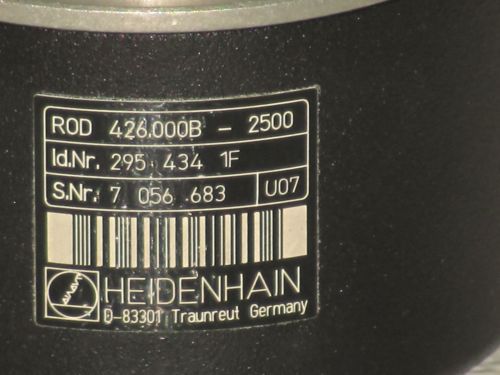 ROD 426.000B - 2500
Id.Nr. 295 434 1F
S.Nr. 7 056 683 U07
HEIDENHAIN
D-83301 Traunreut Germany